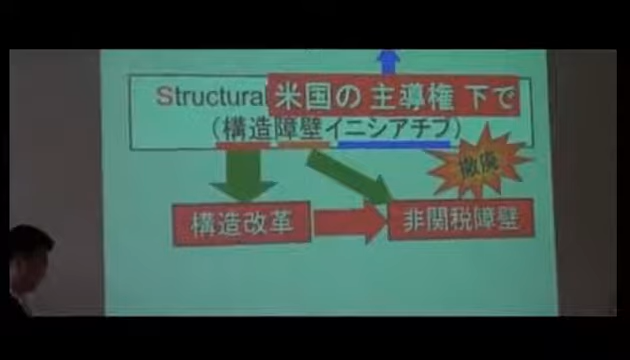 Structural 米国の 主導権 下で
(構造障壁イニシアチブ)
撤廃
構造改革
非関税障壁